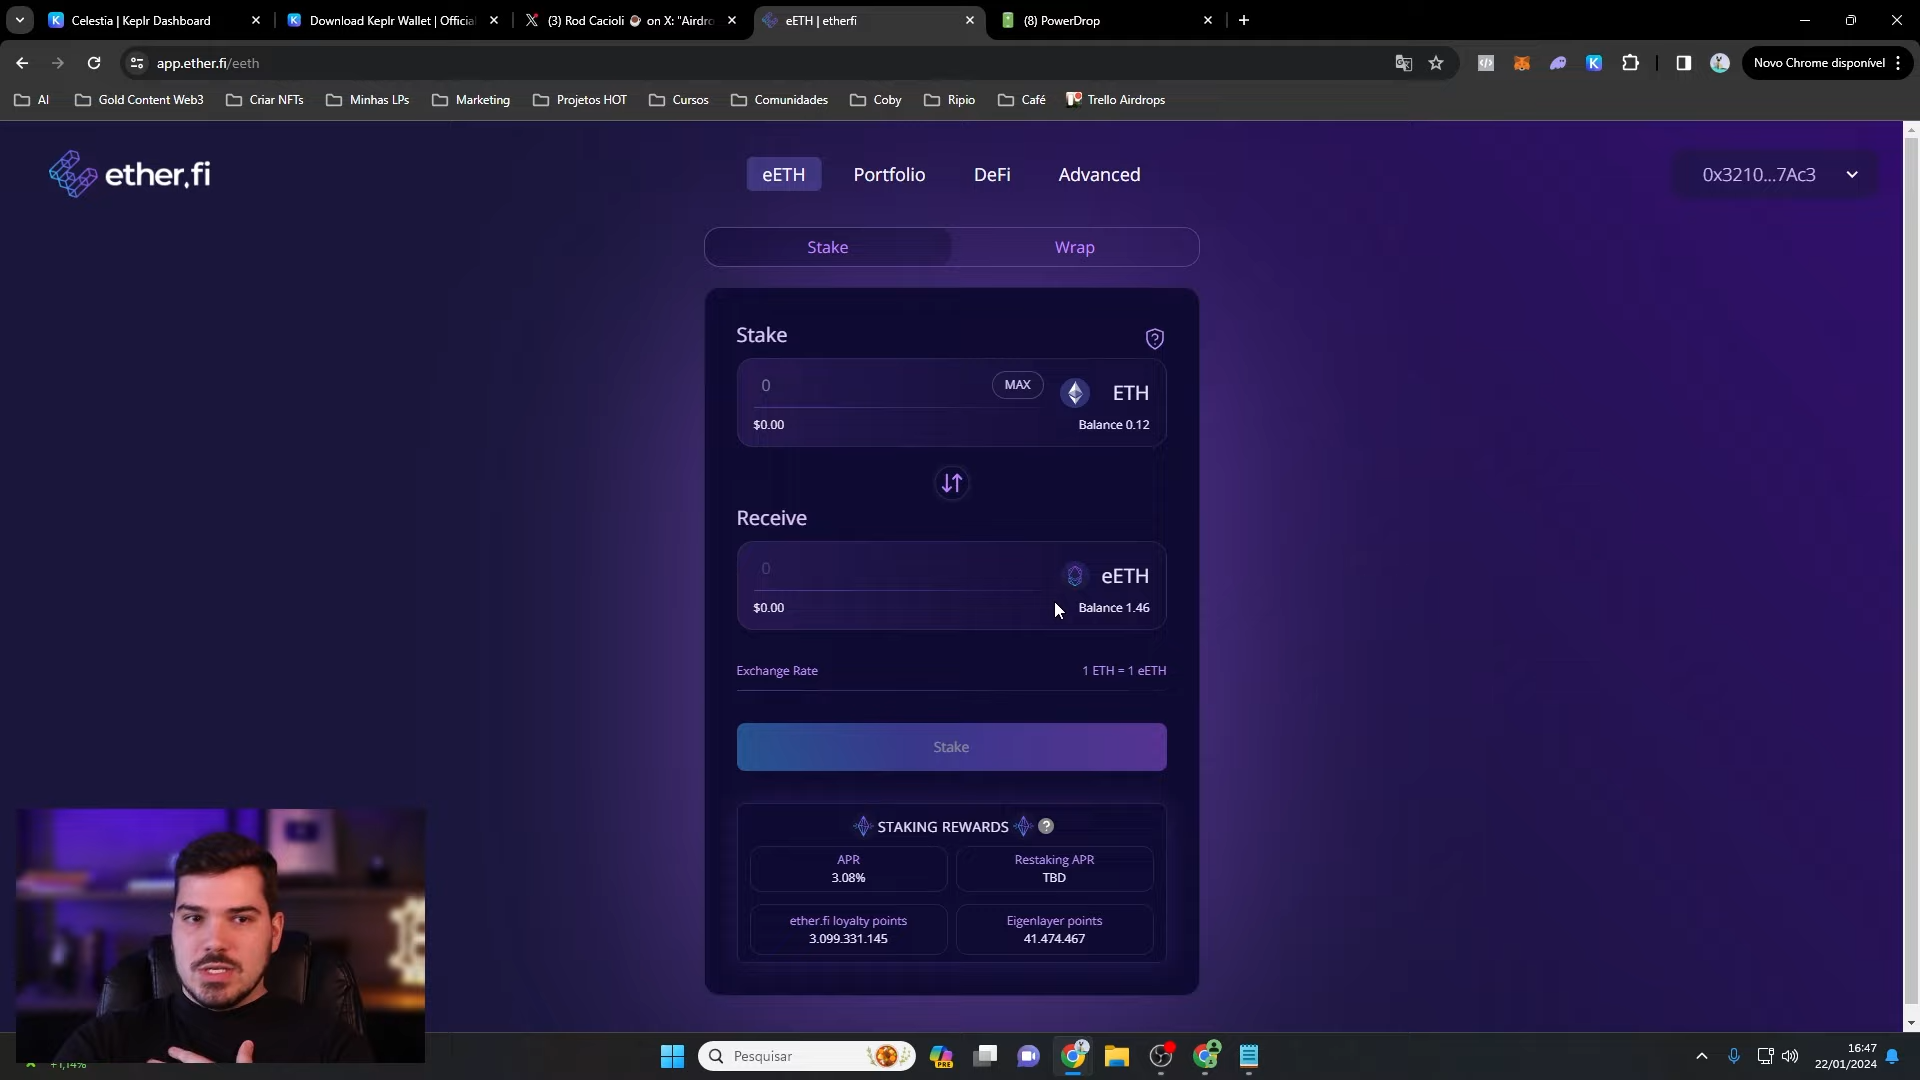 Celestia | Keplr Dashboard
Download Keplr Wallet | Official
(3) Rod Cacioli on X: "Airdro
eETH | etherfi
(8) PowerDrop
app.ether.fi/eeth
Novo Chrome disponível
AI
Gold Content Web3
Criar NFTs
Minhas LPs
Marketing
Projetos HOT
Cursos
Comunidades
Coby
Ripio
Café
Trello Airdrops
ether.fi
eETH
Portfolio
DeFi
Advanced
0x3210...7Ac3
Stake
Wrap
Stake
0
MAX
ETH
$0.00
Balance 0.12
Receive
0
eETH
$0.00
Balance 1.46
Exchange Rate
1 ETH = 1 eETH
Stake
STAKING REWARDS
APR
3.08%
Restaking APR
TBD
ether.fi loyalty points
3.099.331.145
Eigenlayer points
41.474.467
+1,14%
Pesquisar
PRE
16:47
22/01/2024